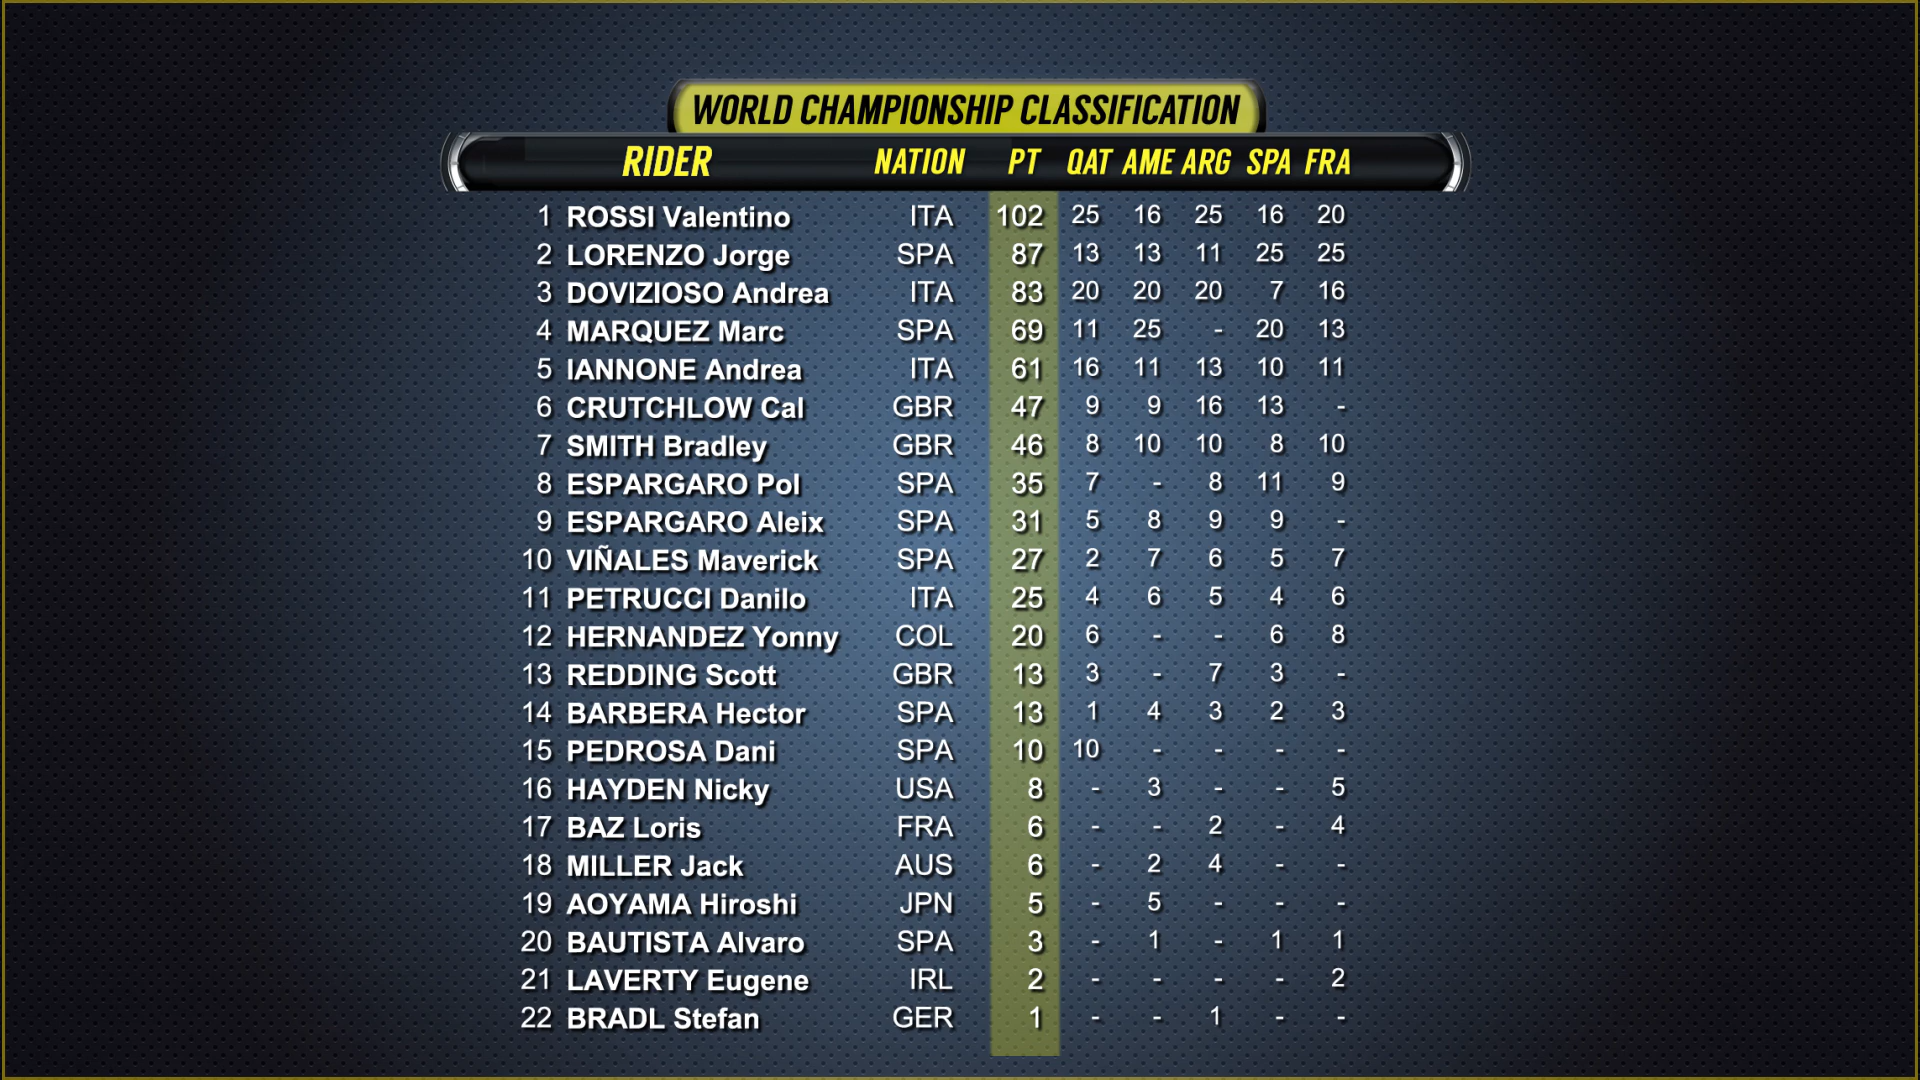 WORLD CHAMPIONSHIP CLASSIFICATION
RIDER NATION PT QAT AME ARG SPA FRA
1 ROSSI Valentino ITA 102 25 16 25 16 20
2 LORENZO Jorge SPA 87 13 13 11 25 25
3 DOVIZIOSO Andrea ITA 83 20 20 20 7 16
4 MARQUEZ Marc SPA 69 11 25 - 20 13
5 IANNONE Andrea ITA 61 16 11 13 10 11
6 CRUTCHLOW Cal GBR 47 9 9 16 13 -
7 SMITH Bradley GBR 46 8 10 10 8 10
8 ESPARGARO Pol SPA 35 7 - 8 11 9
9 ESPARGARO Aleix SPA 31 5 8 9 9 -
10 VIÑALES Maverick SPA 27 2 7 6 5 7
11 PETRUCCI Danilo ITA 25 4 6 5 4 6
12 HERNANDEZ Yonny COL 20 6 - - 6 8
13 REDDING Scott GBR 13 3 - 7 3 -
14 BARBERA Hector SPA 13 1 4 3 2 3
15 PEDROSA Dani SPA 10 10 - - - -
16 HAYDEN Nicky USA 8 - 3 - - 5
17 BAZ Loris FRA 6 - - 2 - 4
18 MILLER Jack AUS 6 - 2 4 - -
19 AOYAMA Hiroshi JPN 5 - 5 - - -
20 BAUTISTA Alvaro SPA 3 - 1 - 1 1
21 LAVERTY Eugene IRL 2 - - - - 2
22 BRADL Stefan GER 1 - - 1 - -